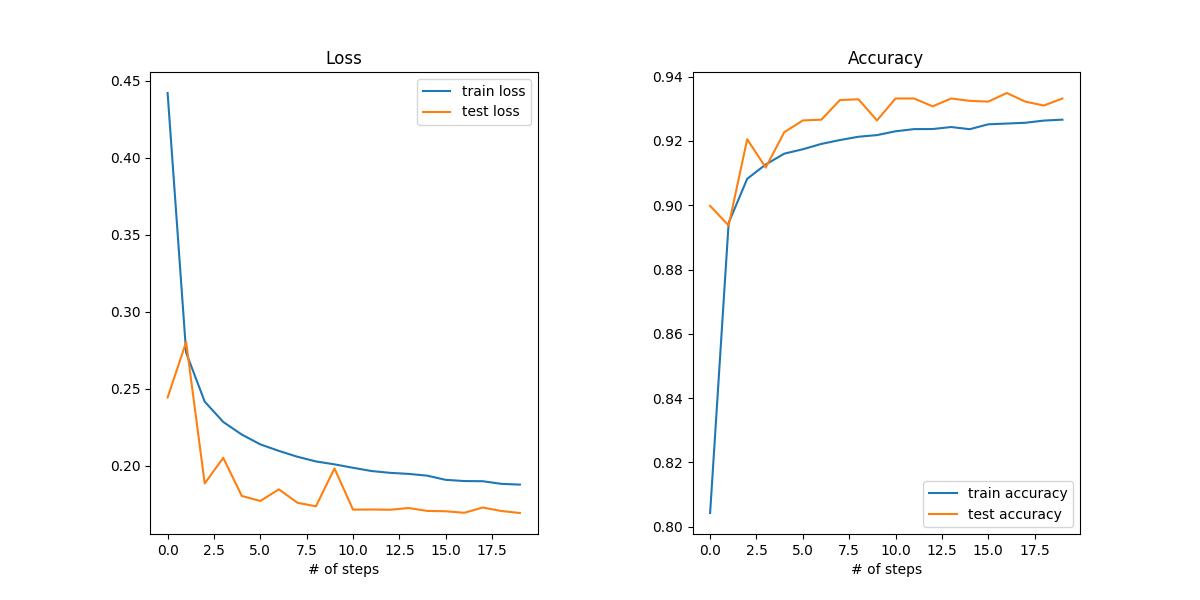 Loss
0.45
0.40
0.35
0.30
0.25
0.20
train loss
test loss
0.0 2.5 5.0 7.5 10.0 12.5 15.0 17.5
# of steps
Accuracy
0.94
0.92
0.90
0.88
0.86
0.84
0.82
0.80
train accuracy
test accuracy
0.0 2.5 5.0 7.5 10.0 12.5 15.0 17.5
# of steps